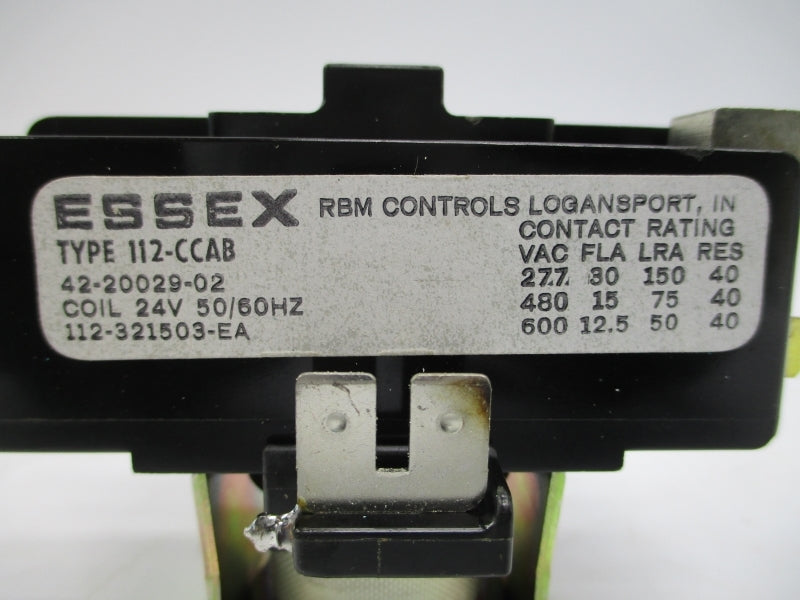 ESSEX RBM CONTROLS LOGANSPORT, IN
TYPE 112-CCAB
42-20029-02
COIL 24V 50/60HZ
112-321503-EA
CONTACT RATING
VAC FLA LRA RES
277 30 150 40
480 15 75 40
600 12.5 50 40